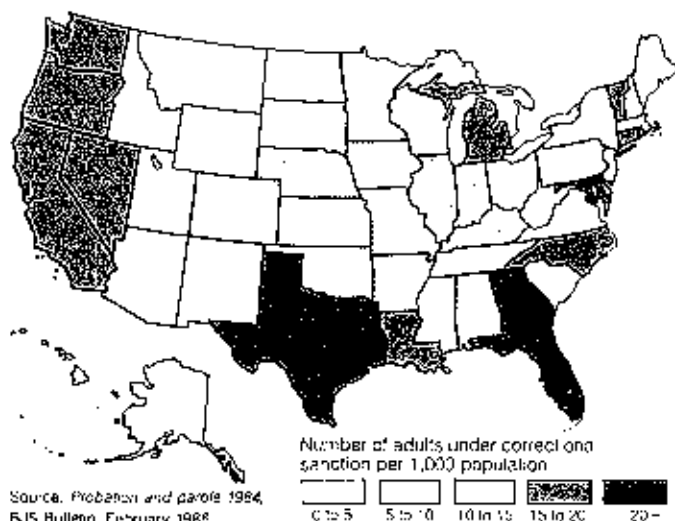 Number of adults under correctiona
sanction per 1,000 population
0 to 5 5 to 10 10 to 15 15 to 20 20 –
Source: Probation and parole 1984,
BJS Bulletin, February 1986